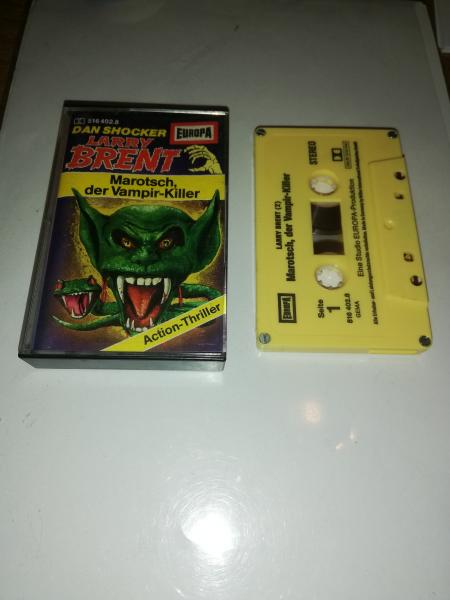 516 402.8
DAN SHOCKER
EUROPA
LARRY
BRENT
Marotsch,
der Vampir-Killer
Action-Thriller
STEREO
LARRY BRENT (2)
Marotsch, der Vampir-Killer
Eine Studio EUROPA-Produktion
EUROPA
Seite
1
516 402.8
GEMA